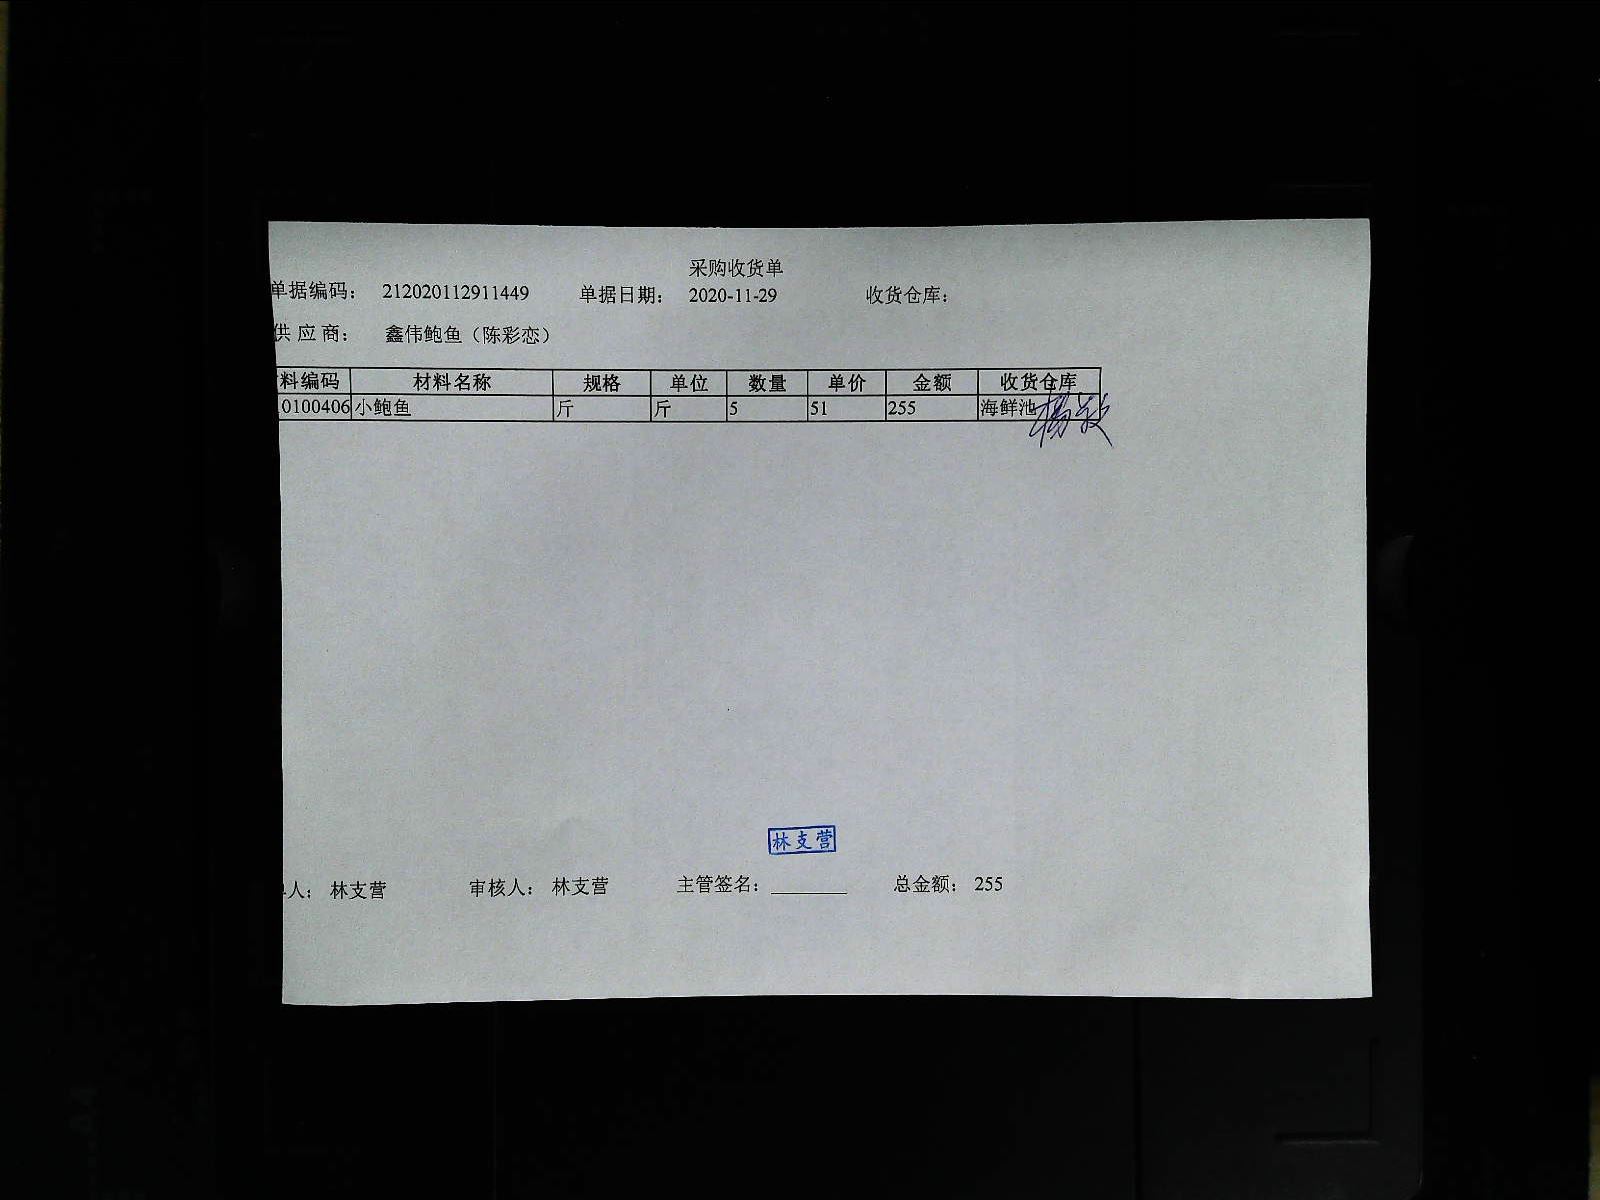 采购收货单
单据编码： 212020112911449 单据日期： 2020-11-29 收货仓库：
供应商： 鑫伟鲍鱼（陈彩恋）
料编码 材料名称 规格 单位 数量 单价 金额 收货仓库
0100406 小鲍鱼 斤 斤 5 51 255 海鲜池
林支营
人： 林支营 审核人： 林支营 主管签名： 总金额： 255